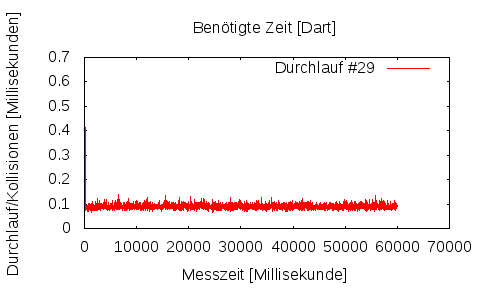 Benötigte Zeit [Dart]
Durchlauf/Kollisionen [Millisekunden]
Durchlauf #29
0.7
0.6
0.5
0.4
0.3
0.2
0.1
0
0 10000 20000 30000 40000 50000 60000 70000
Messzeit [Millisekunde]